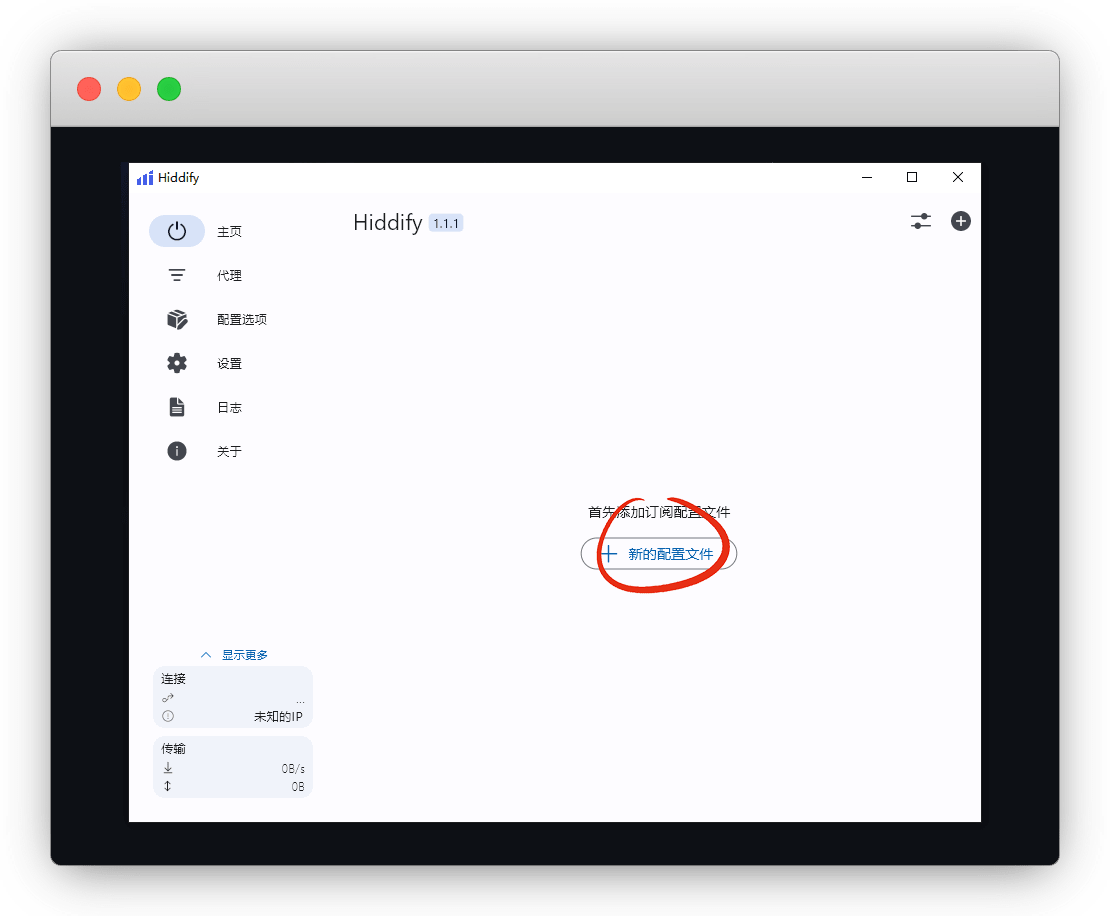 Hiddify
Hiddify 1.1.1
主页
代理
配置选项
设置
日志
关于
首先添加订阅配置文件
新的配置文件
显示更多
连接
...
未知的IP
传输
0B/s
0B